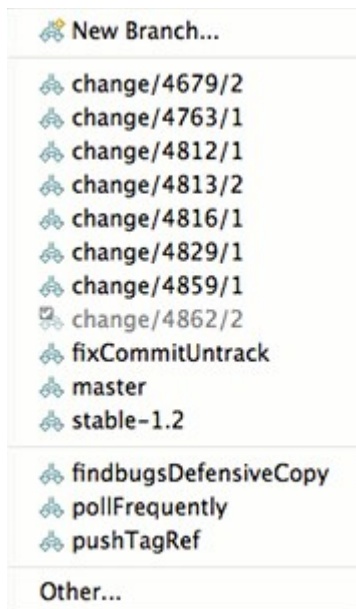 New Branch...
change/4679/2
change/4763/1
change/4812/1
change/4813/2
change/4816/1
change/4829/1
change/4859/1
change/4862/2
fixCommitUntrack
master
stable-1.2
findbugsDefensiveCopy
pollFrequently
pushTagRef
Other...